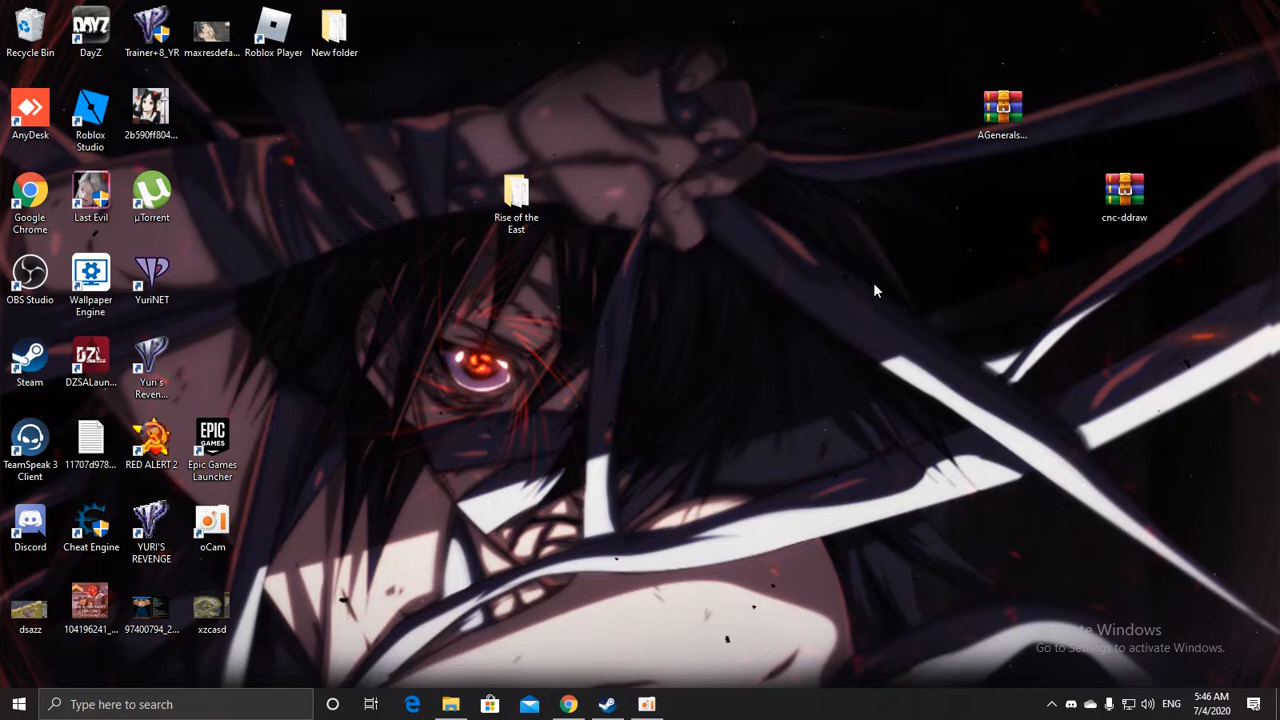 Recycle Bin
DayZ
Trainer+8_YR
maxresdefa...
Roblox Player
New folder
AnyDesk
Roblox Studio
2b590ff804...
AGenerals...
Google Chrome
Last Evil
µTorrent
Rise of the East
cnc-ddraw
OBS Studio
Wallpaper Engine
YuriNET
Steam
DZSALaun...
Yuri's Reven...
TeamSpeak 3 Client
11707d978...
RED ALERT 2
Epic Games Launcher
Discord
Cheat Engine
YURI'S REVENGE
oCam
dsazz
104196241_...
97400794_2...
xzcasd
Activate Windows
Go to Settings to activate Windows.
Type here to search
ENG
5:46 AM
7/4/2020